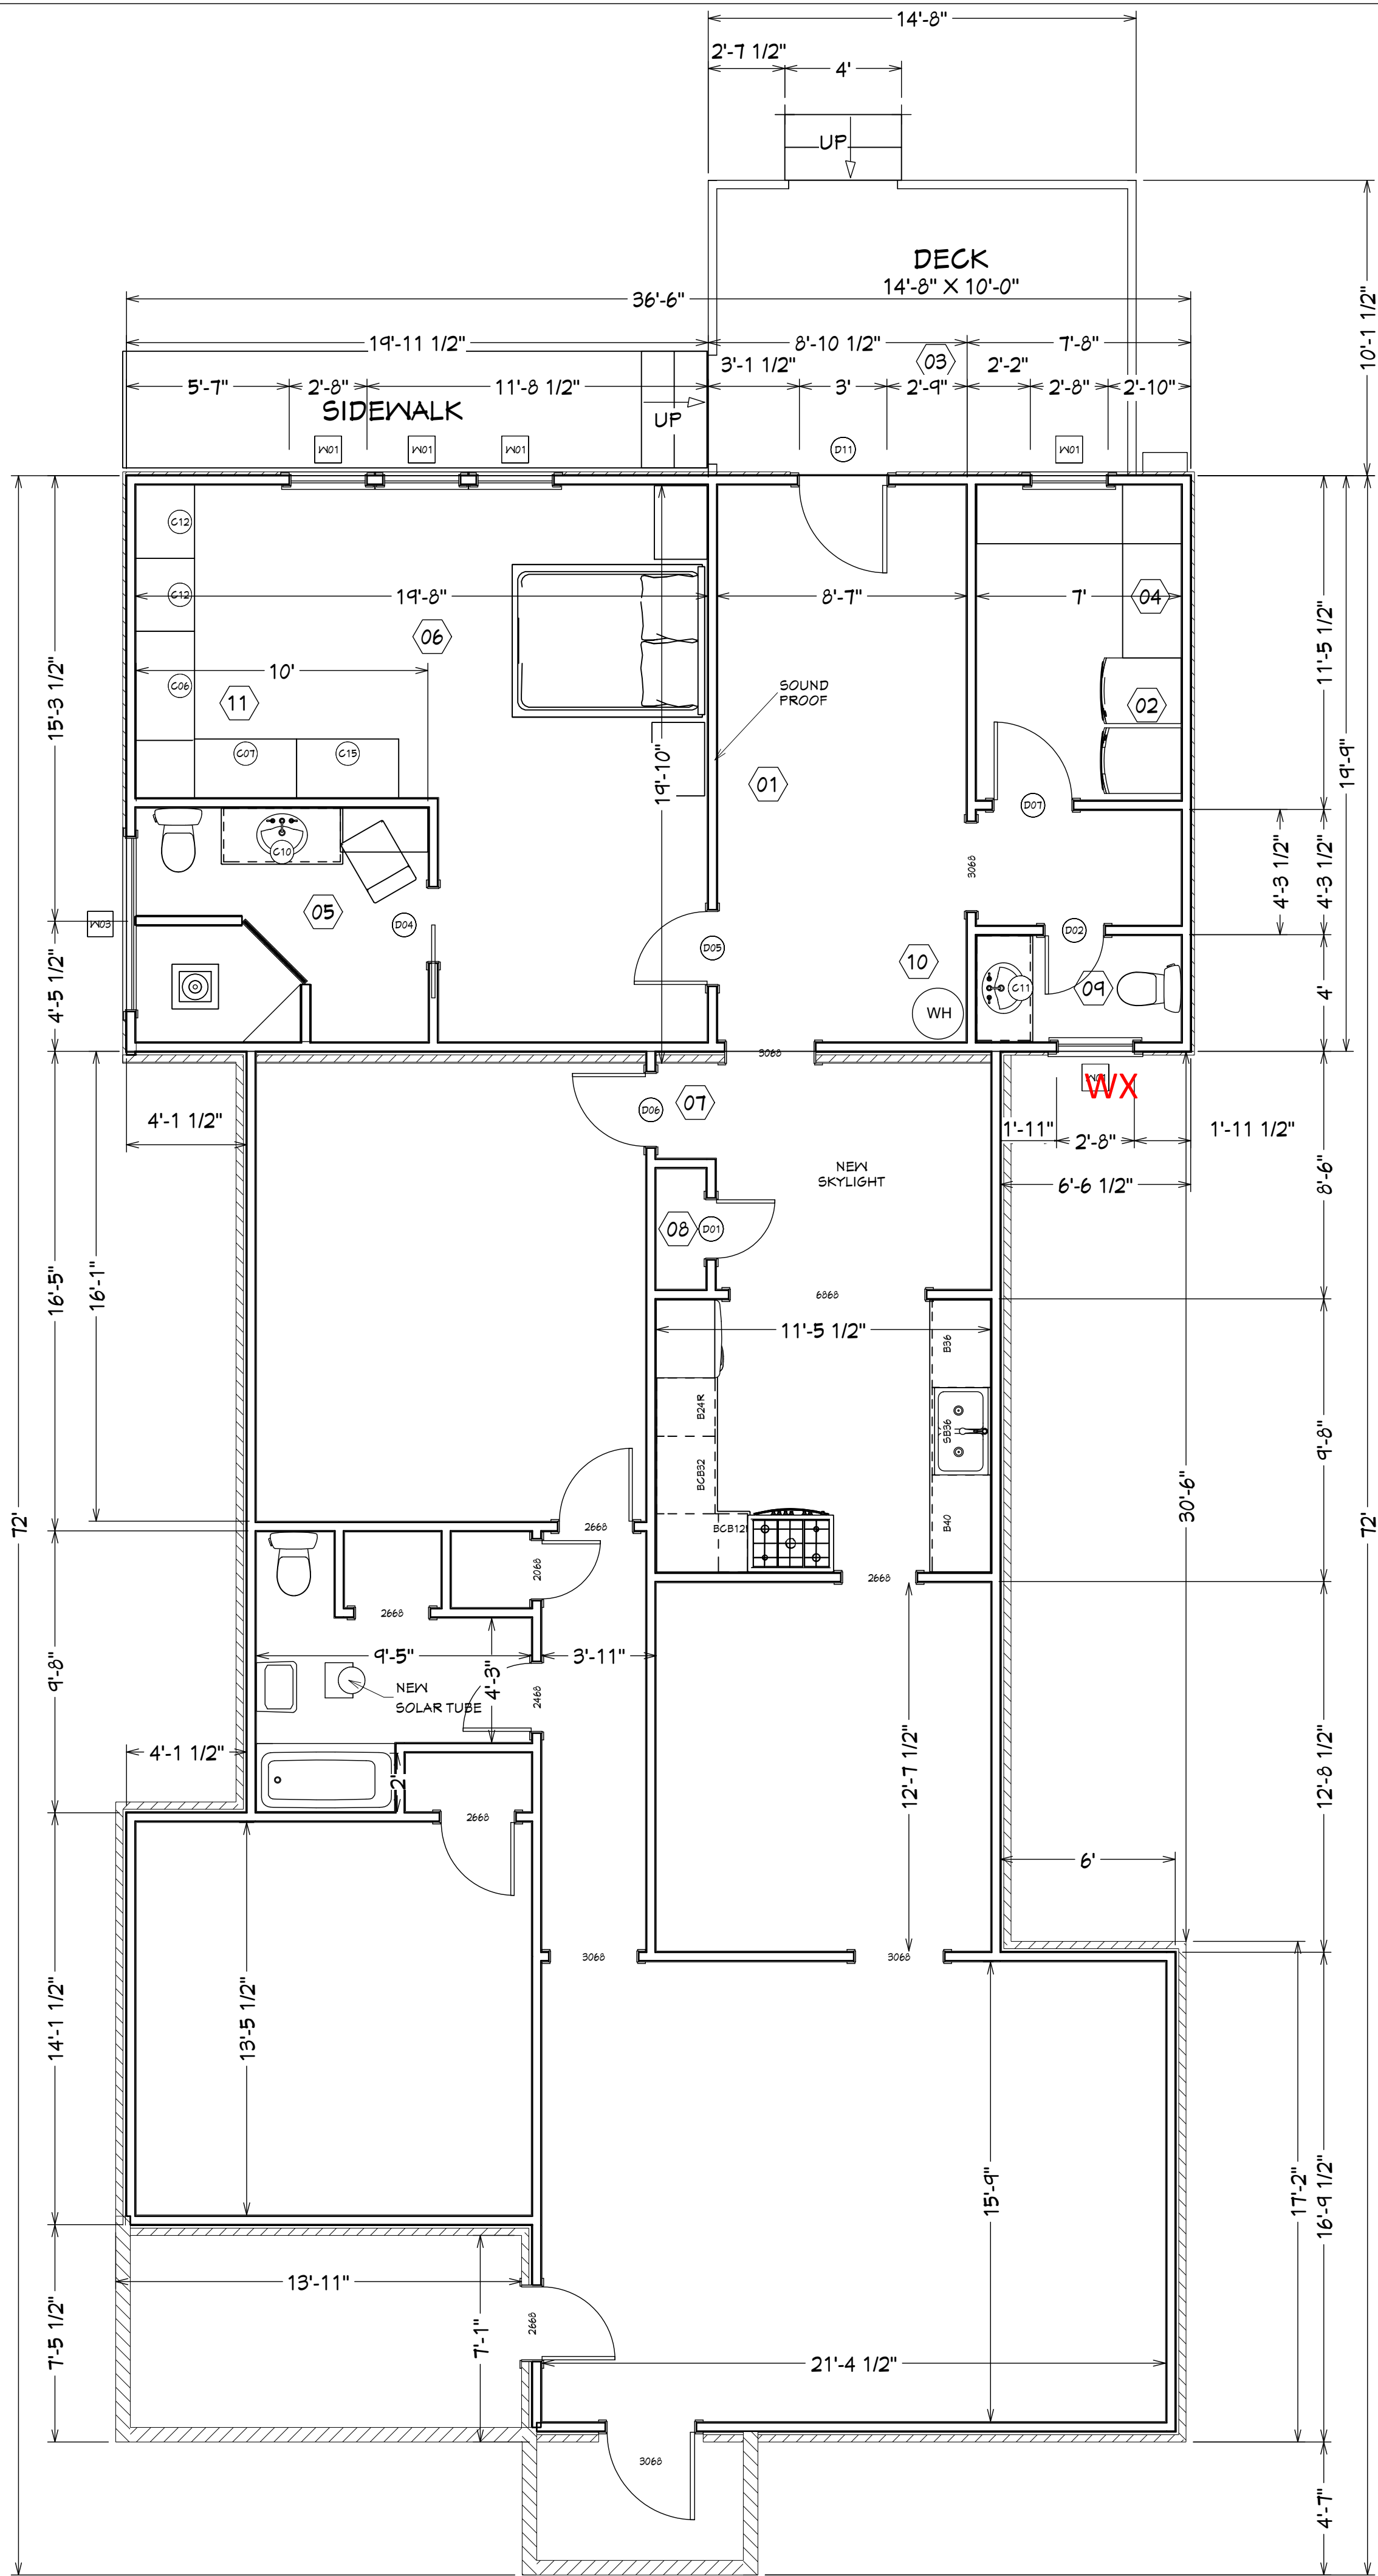 14'-8"
2'-7 1/2"
4'
UP
DECK
14'-8" X 10'-0"
36'-6"
10'-1 1/2"
19'-11 1/2"
8'-10 1/2"
7'-8"
03
3'-1 1/2"
2'-2"
5'-7"
2'-8"
11'-8 1/2"
3'
2'-9"
2'-8"
2'-10"
SIDEWALK
UP
W01
W01
W01
D11
W01
C12
C12
19'-8"
8'-7"
7'
04
06
15'-3 1/2"
11'-5 1/2"
10'
C06
SOUND
PROOF
11
02
C07
C15
19'-10"
01
19'-9"
D07
C10
3068
4'-3 1/2"
4'-3 1/2"
05
W03
D04
D05
D02
10
4'-5 1/2"
C11
09
4'
WH
3068
W01
WX
D06
07
4'-1 1/2"
1'-11"
2'-8"
1'-11 1/2"
NEW
SKYLIGHT
8'-6"
6'-6 1/2"
08
D01
16'-5"
16'-1"
6868
11'-5 1/2"
B36
B24R
SB36
9'-8"
BCB32
30'-6"
72'
72'
BCB12
B40
2668
2068
2668
2668
9'-5"
3'-11"
9'-8"
4'-3"
NEW
SOLAR TUBE
2468
4'-1 1/2"
2'
12'-7 1/2"
12'-8 1/2"
2668
6'
3068
3068
14'-1 1/2"
13'-5 1/2"
15'-9"
17'-2"
16'-9 1/2"
13'-11"
7'-5 1/2"
7'-1"
2668
21'-4 1/2"
3068
4'-7"